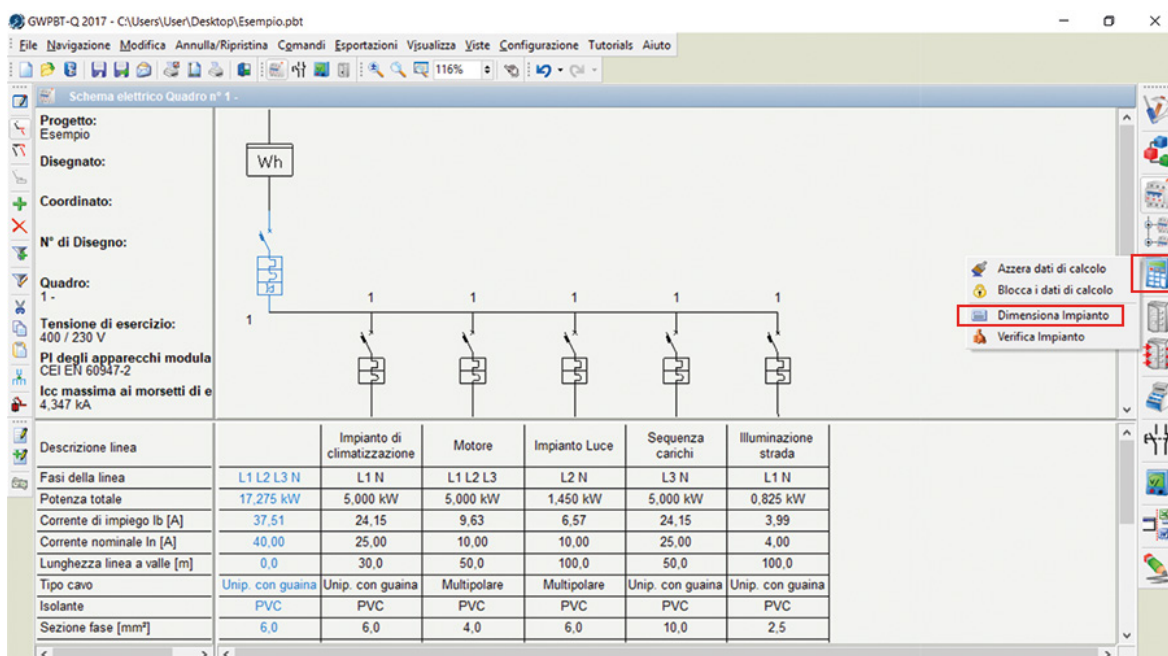 GWPBT-Q 2017 - C:\Users\User\Desktop\Esempio.pbt
File Navigazione Modifica Annulla/Ripristina Comandi Esportazioni Visualizza Viste Configurazione Tutorials Aiuto
116%
Schema elettrico Quadro n° 1 -
Progetto:
Esempio
Disegnato:
Coordinato:
N° di Disegno:
Quadro:
1 -
Tensione di esercizio:
400 / 230 V
PI degli apparecchi modula
CEI EN 60947-2
Icc massima ai morsetti di e
4,347 kA
Wh
1
1 1 1 1 1
Azzera dati di calcolo
Blocca i dati di calcolo
Dimensiona Impianto
Verifica Impianto
Descrizione linea Impianto di climatizzazione Motore Impianto Luce Sequenza carichi Illuminazione strada
Fasi della linea L1 L2 L3 N L1 N L1 L2 L3 L2 N L3 N L1 N
Potenza totale 17,275 kW 5,000 kW 5,000 kW 1,450 kW 5,000 kW 0,825 kW
Corrente di impiego Ib [A] 37,51 24,15 9,63 6,57 24,15 3,99
Corrente nominale In [A] 40,00 25,00 10,00 10,00 25,00 4,00
Lunghezza linea a valle [m] 0,0 30,0 50,0 100,0 50,0 100,0
Tipo cavo Unip. con guaina Unip. con guaina Multipolare Multipolare Unip. con guaina Unip. con guaina
Isolante PVC PVC PVC PVC PVC PVC
Sezione fase [mm²] 6,0 6,0 4,0 6,0 10,0 2,5